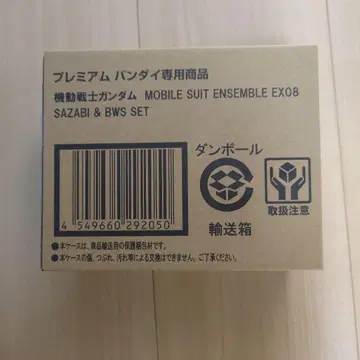 プレミアム バンダイ専用商品
機動戦士ガンダム MOBILE SUIT ENSEMBLE EX08
SAZABI & BWS SET
ダンボール
輸送箱
取扱注意
4 549660 292050
●本ケースは、商品輸送用の保護梱包材です。
●本ケースの傷、つぶれ、汚れ等による交換はできません。ご了承ください。